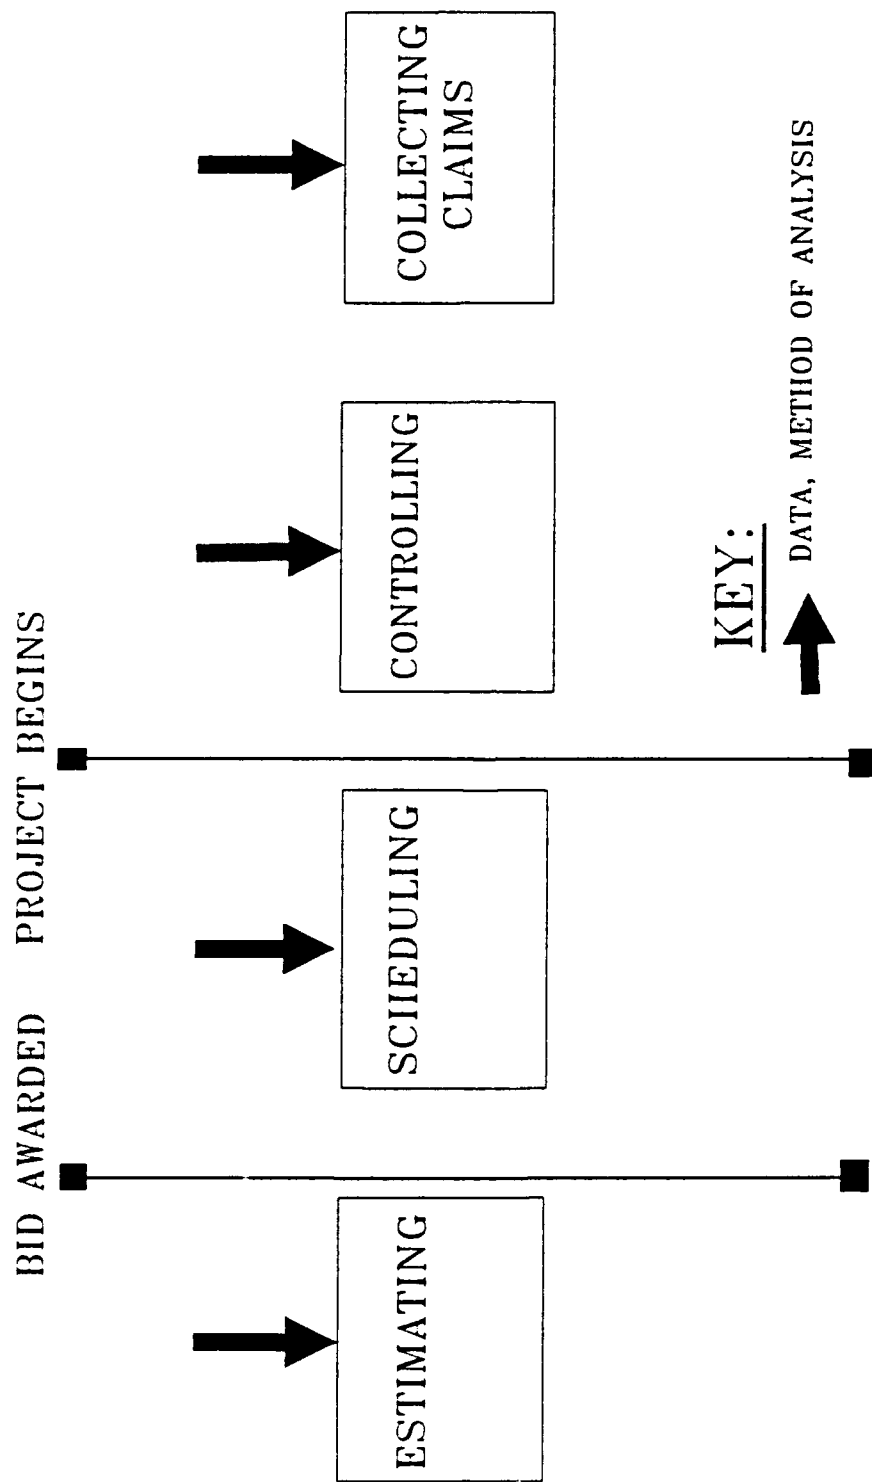 BID AWARDED PROJECT BEGINS
ESTIMATING
SCHEDULING
CONTROLLING
COLLECTING
CLAIMS
KEY:
DATA, METHOD OF ANALYSIS